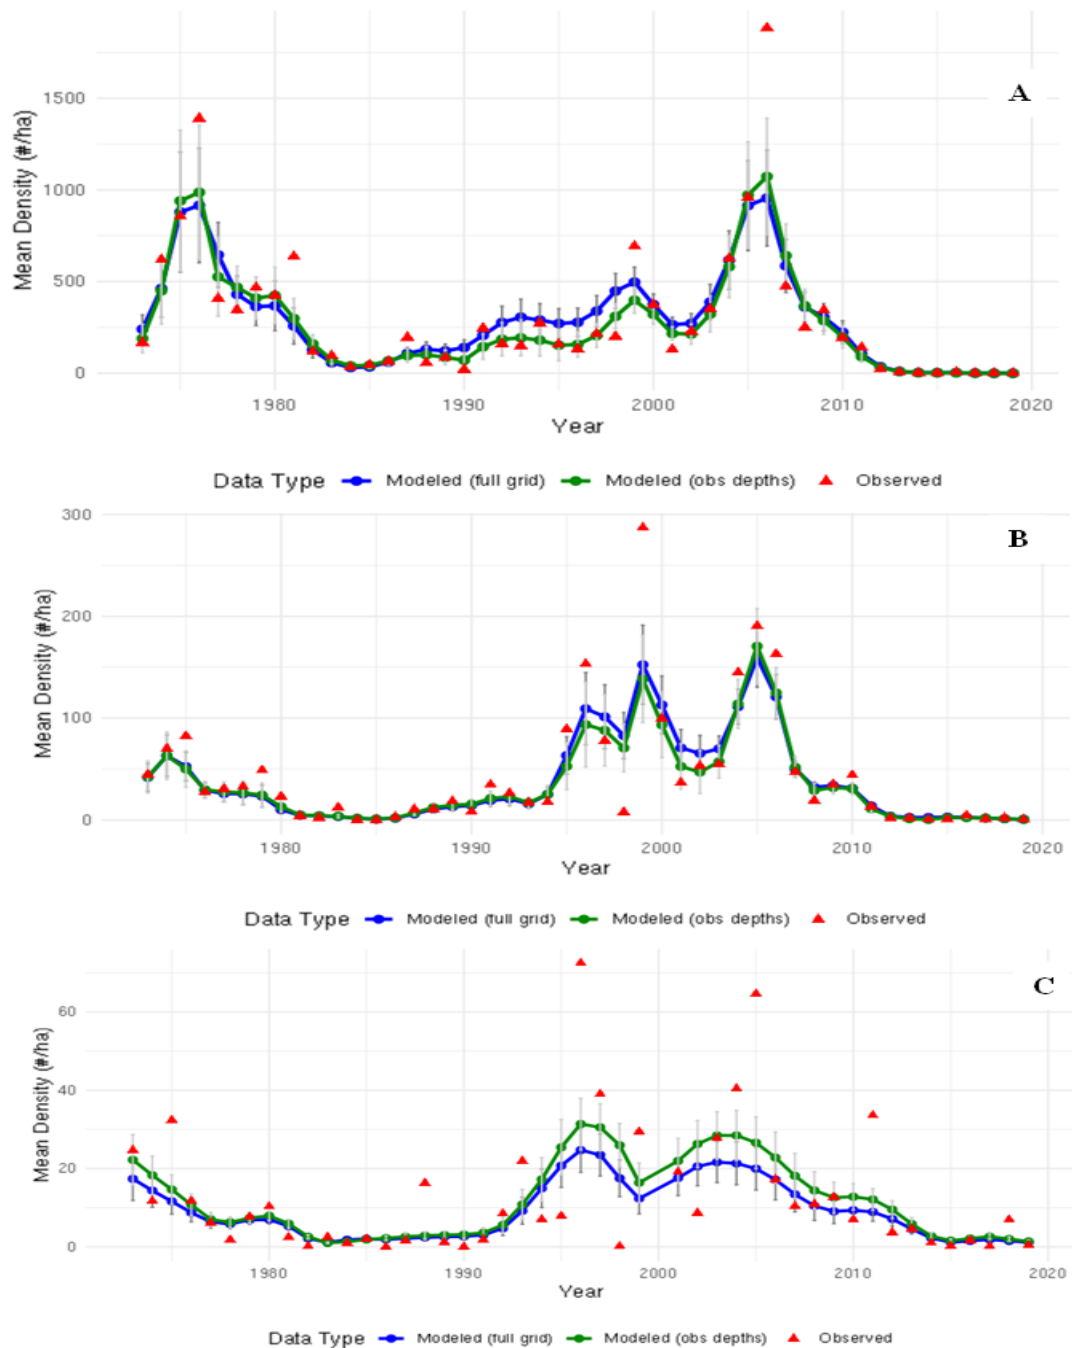 A
Mean Density (#/ha)
1500
1000
500
0
1980 1990 2000 2010 2020
Year
Data Type Modeled (full grid) Modeled (obs depths) Observed
B
Mean Density (#/ha)
300
200
100
0
1980 1990 2000 2010 2020
Year
Data Type Modeled (full grid) Modeled (obs depths) Observed
C
Mean Density (#/ha)
60
40
20
0
1980 1990 2000 2010 2020
Year
Data Type Modeled (full grid) Modeled (obs depths) Observed